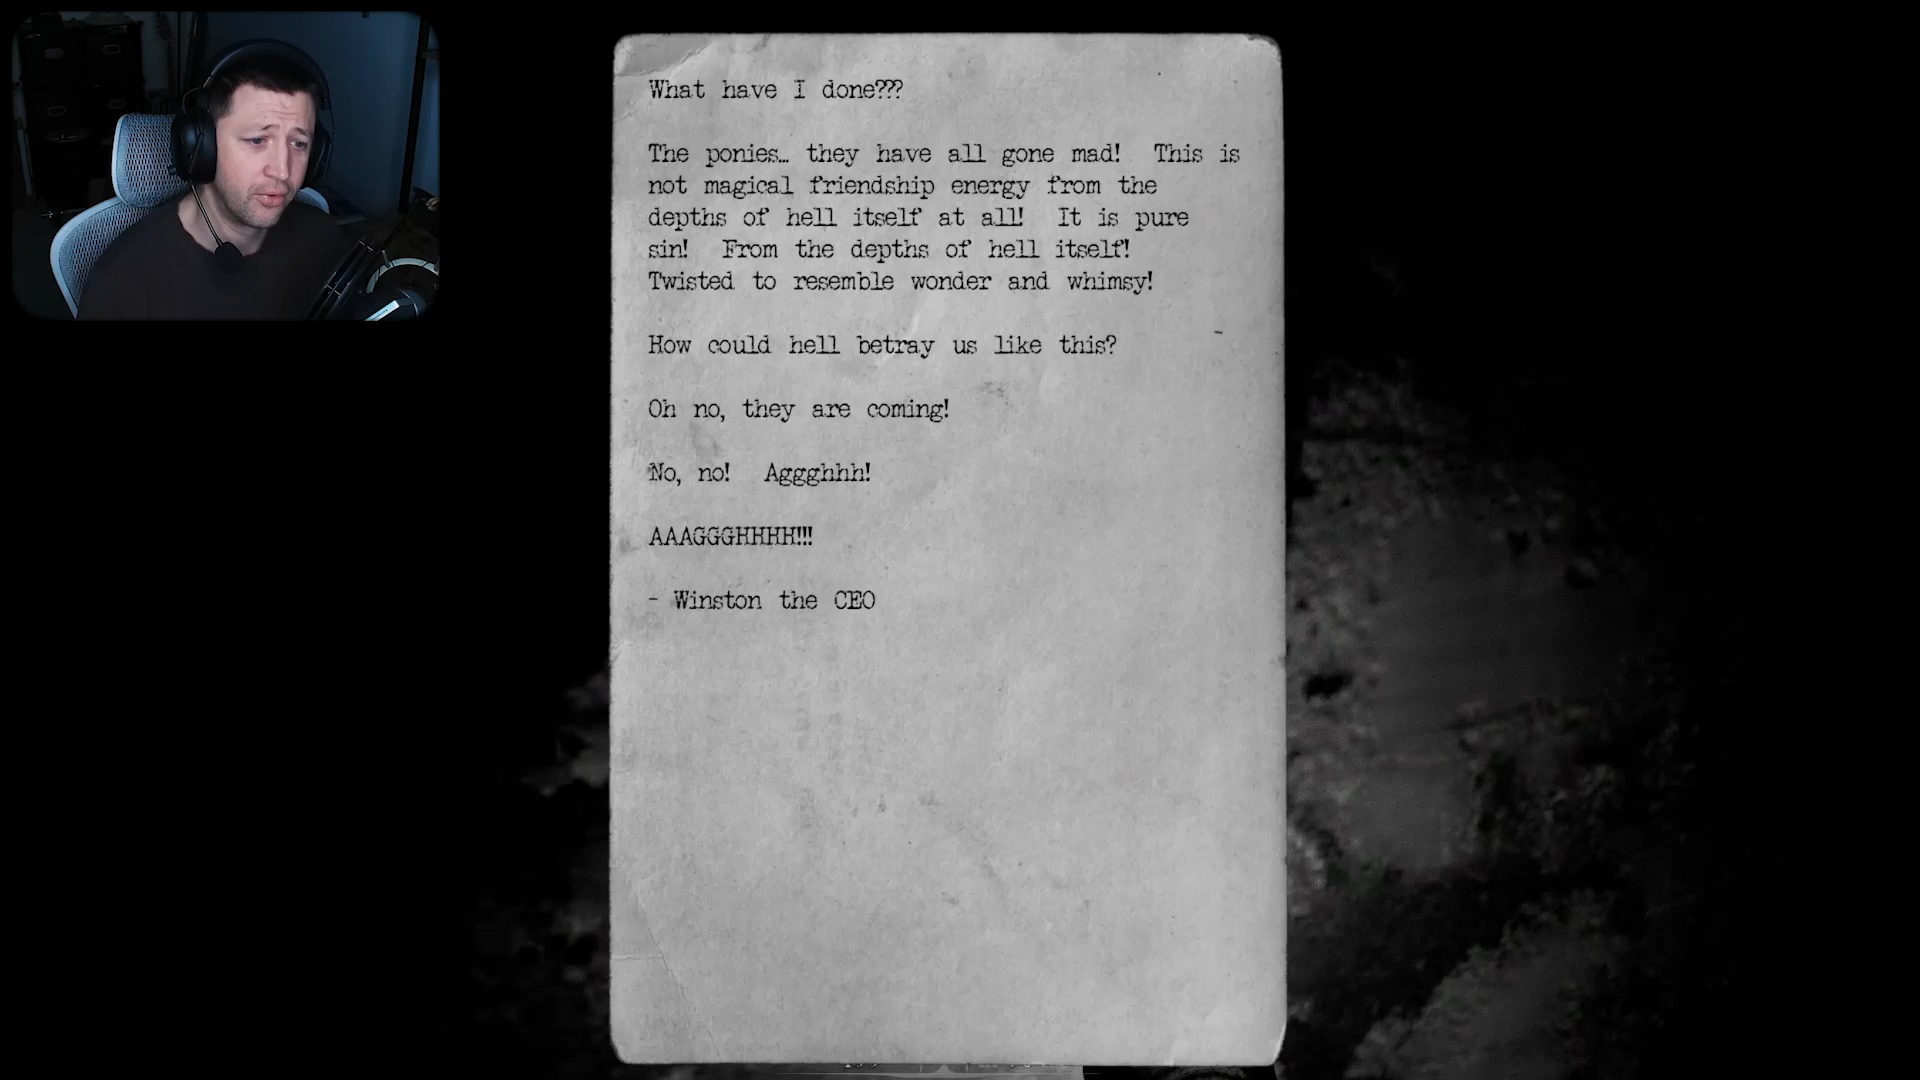 What have I done???
The ponies… they have all gone mad!  This is
not magical friendship energy from the
depths of hell itself at all!  It is pure
sin!  From the depths of hell itself!
Twisted to resemble wonder and whimsy!
How could hell betray us like this?
Oh no, they are coming!
No, no!  Aggghhh!
AAAGGGHHHH!!!
- Winston the CEO